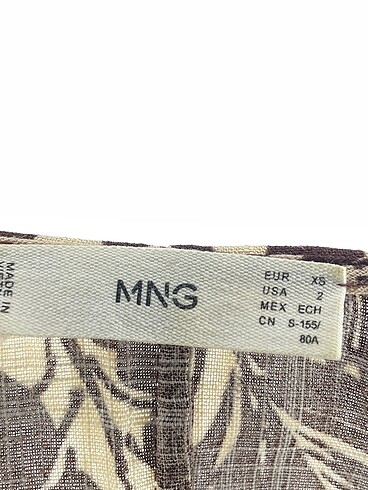 MADE IN
MNG
EUR XS
USA 2
MEX ECH
CN S-155/
80A